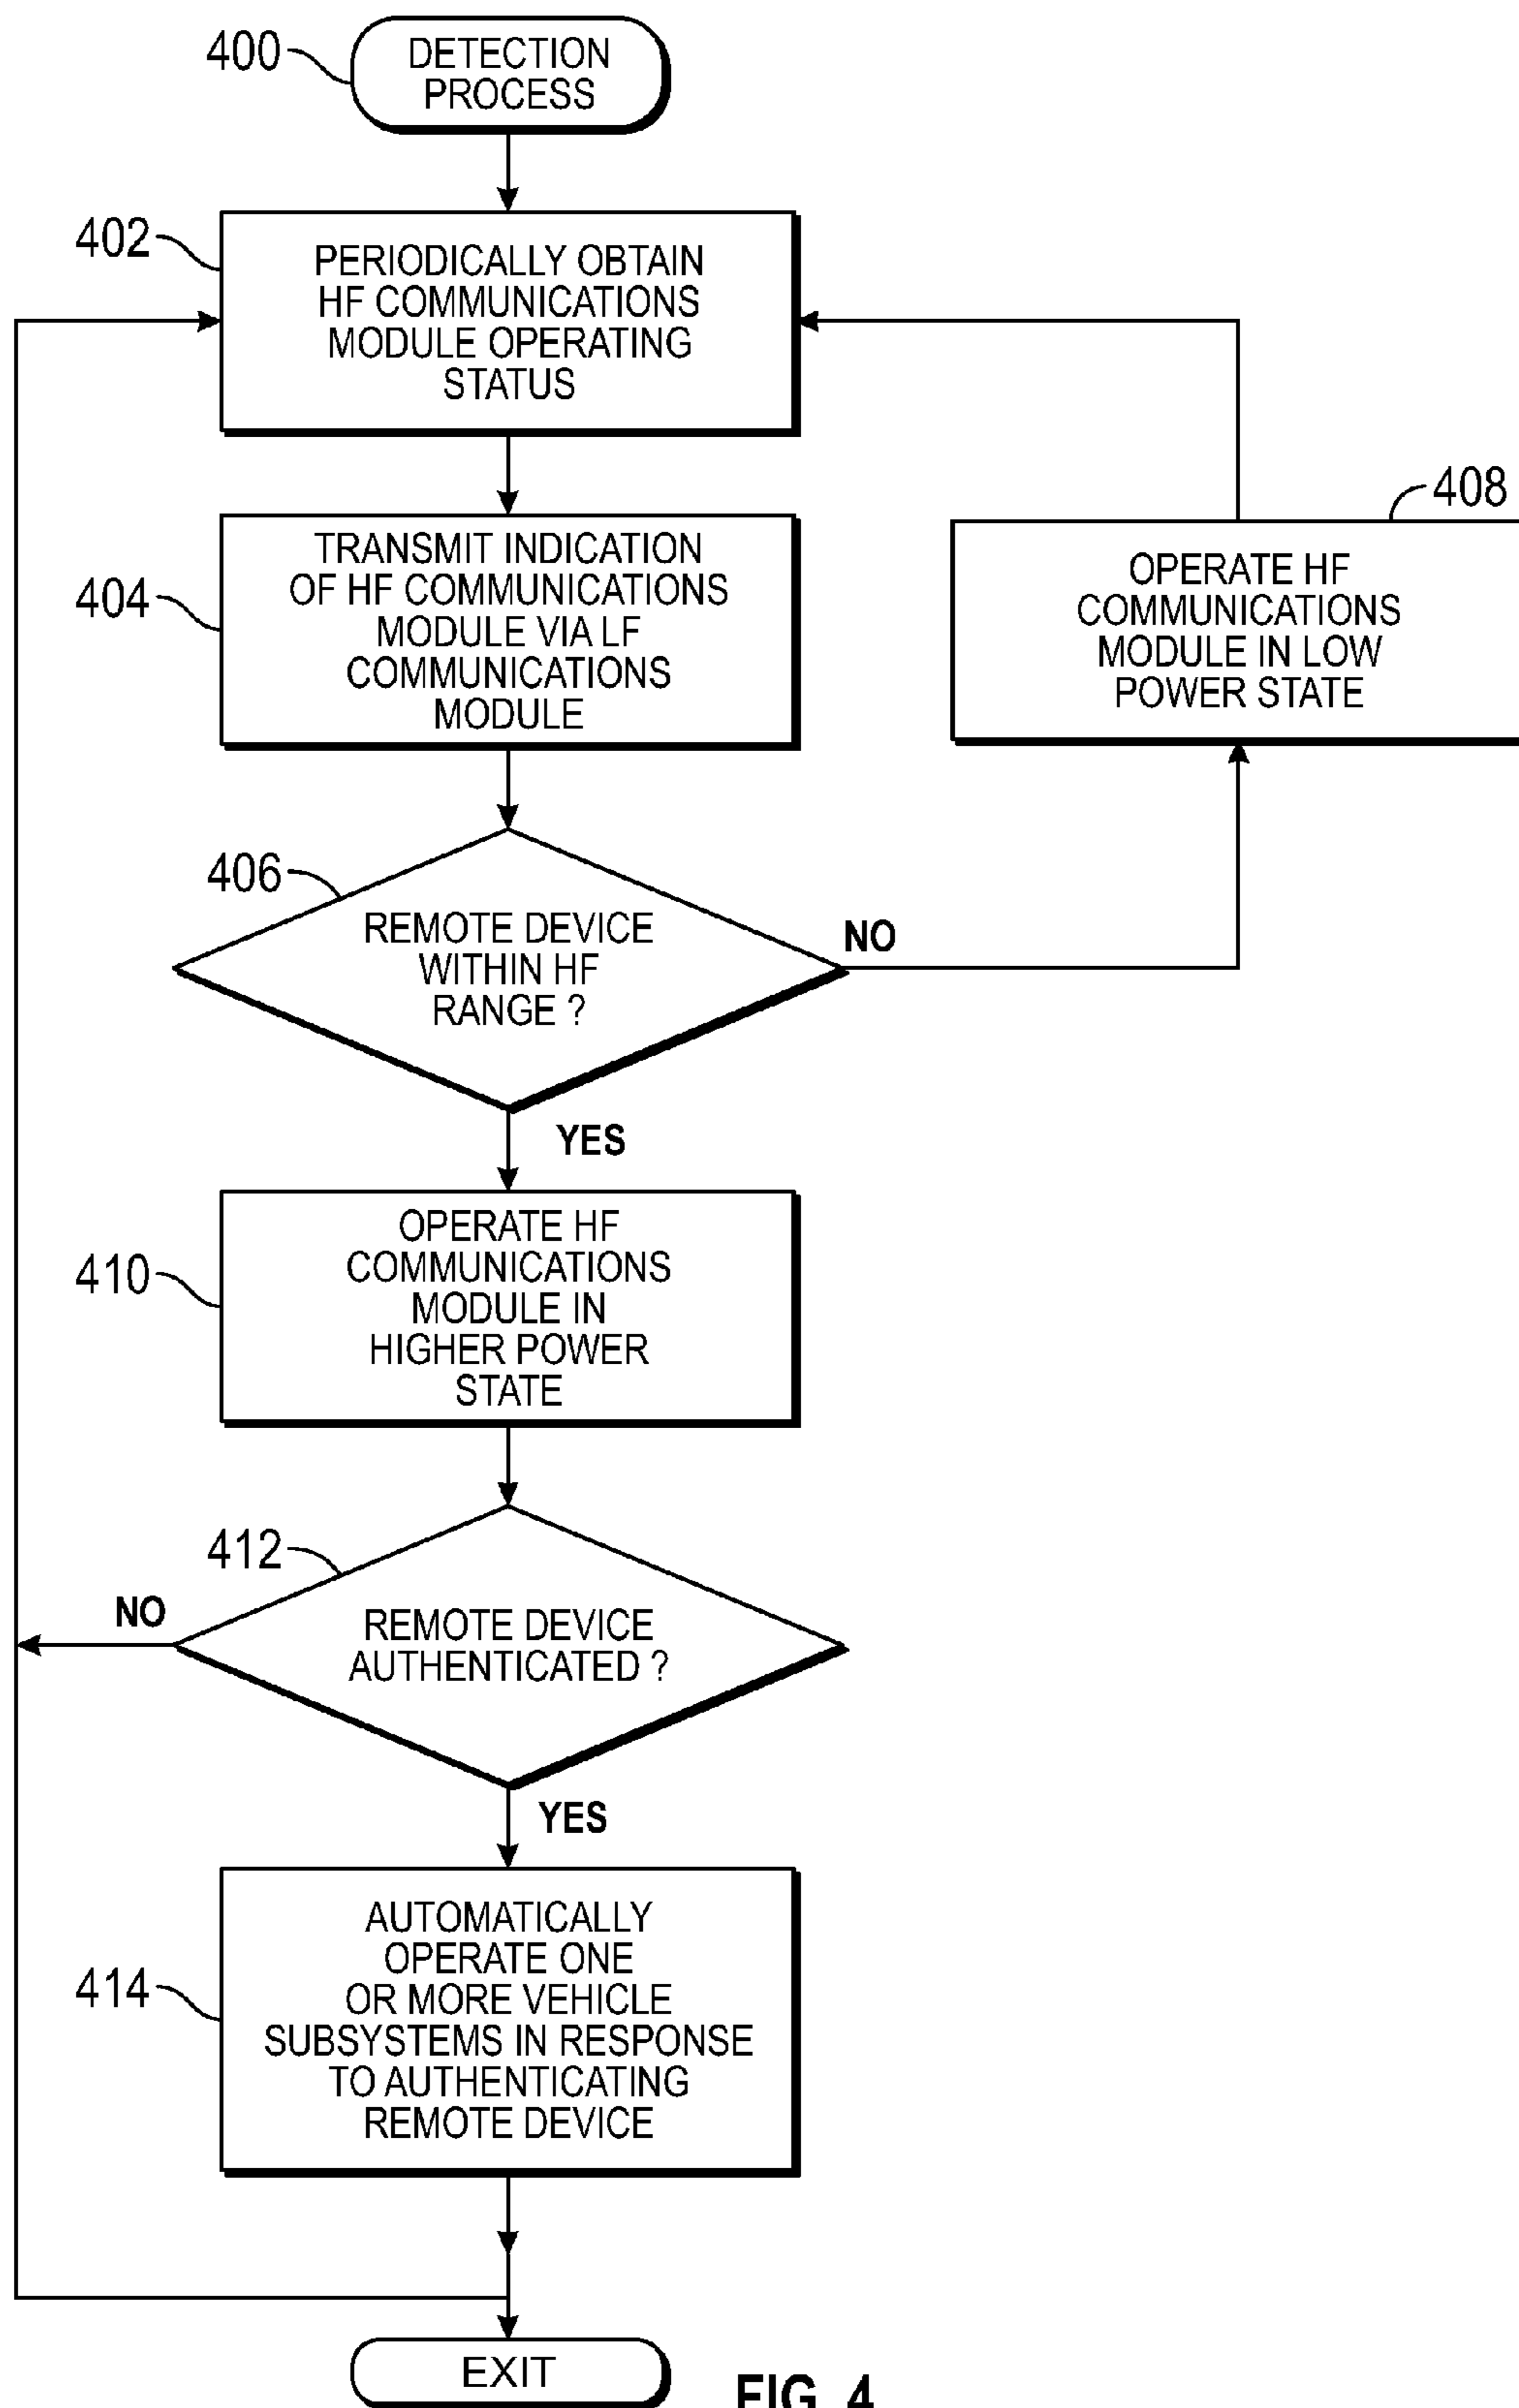 400
DETECTION
PROCESS
402
PERIODICALLY OBTAIN
HF COMMUNICATIONS
MODULE OPERATING
STATUS
404
TRANSMIT INDICATION
OF HF COMMUNICATIONS
MODULE VIA LF
COMMUNICATIONS
MODULE
408
OPERATE HF
COMMUNICATIONS
MODULE IN LOW
POWER STATE
406
REMOTE DEVICE
WITHIN HF
RANGE ?
NO
YES
410
OPERATE HF
COMMUNICATIONS
MODULE IN
HIGHER POWER
STATE
412
REMOTE DEVICE
AUTHENTICATED ?
NO
YES
414
AUTOMATICALLY
OPERATE ONE
OR MORE VEHICLE
SUBSYSTEMS IN RESPONSE
TO AUTHENTICATING
REMOTE DEVICE
EXIT
FIG. 4